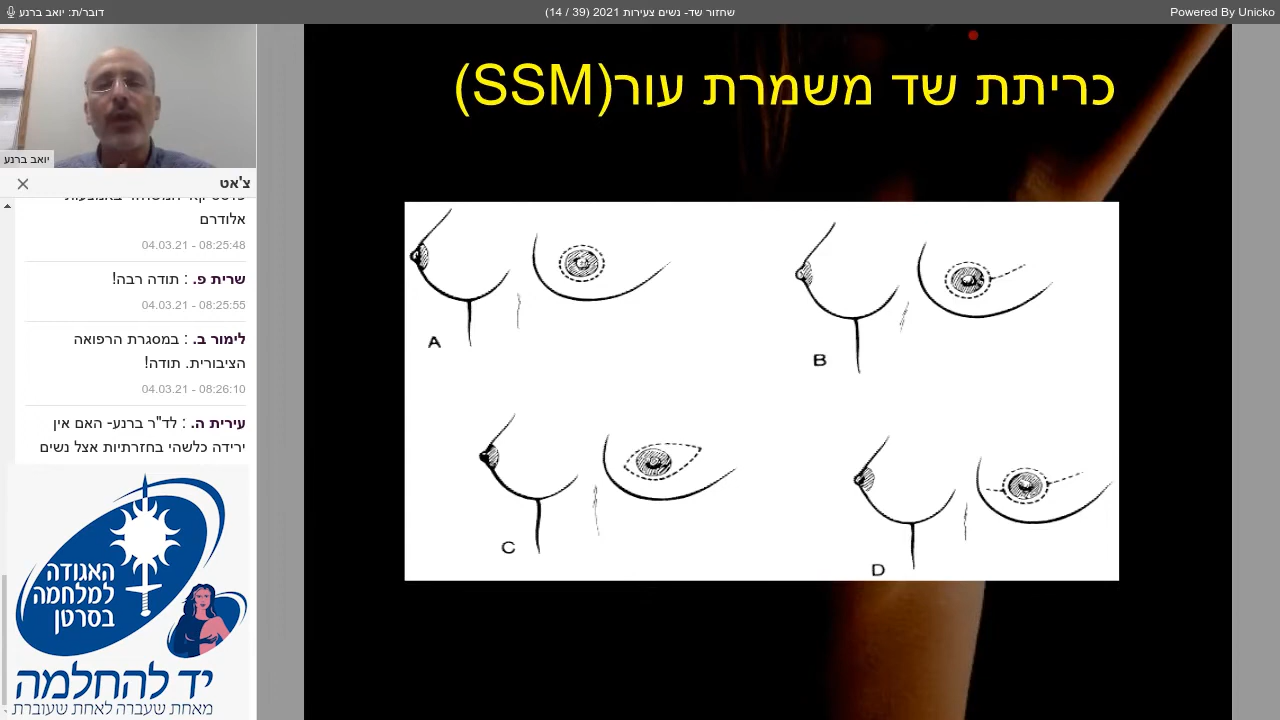 דובר/ת: יואב ברנע
שחזור שד- נשים צעירות 2021 (39 / 14)
Powered By Unicko
כריתת שד משמרת עור(SSM)
יואב ברנע
צ'אט
אלודרם
04.03.21 - 08:25:48
שרית פ. : תודה רבה!
04.03.21 - 08:25:55
לימור ב. : במסגרת הרפואה
הציבורית. תודה!
04.03.21 - 08:26:10
עירית ה. : לד"ר ברנע- האם אין
ירידה כלשהי בחזרתיות אצל נשים
A
B
C
D
האגודה
למלחמה
בסרטן
יד להחלמה
מאחת שעברה לאחת שעוברת